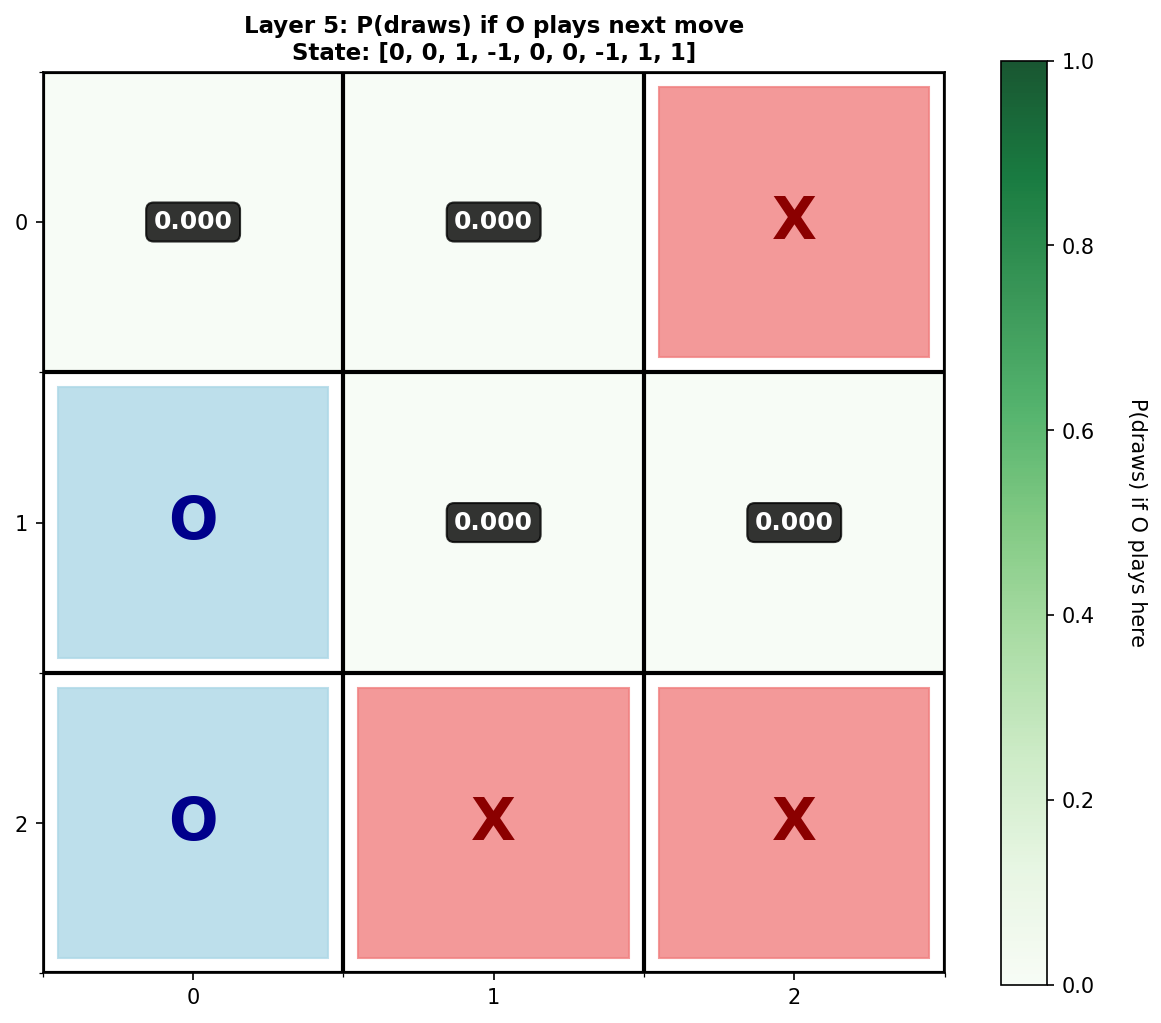 Layer 5: P(draws) if O plays next move
State: [0, 0, 1, -1, 0, 0, -1, 1, 1]
0
0.000
0.000
X
1
O
0.000
0.000
2
O
X
X
0
1
2
1.0
0.8
0.6
0.4
0.2
0.0
P(draws) if O plays here